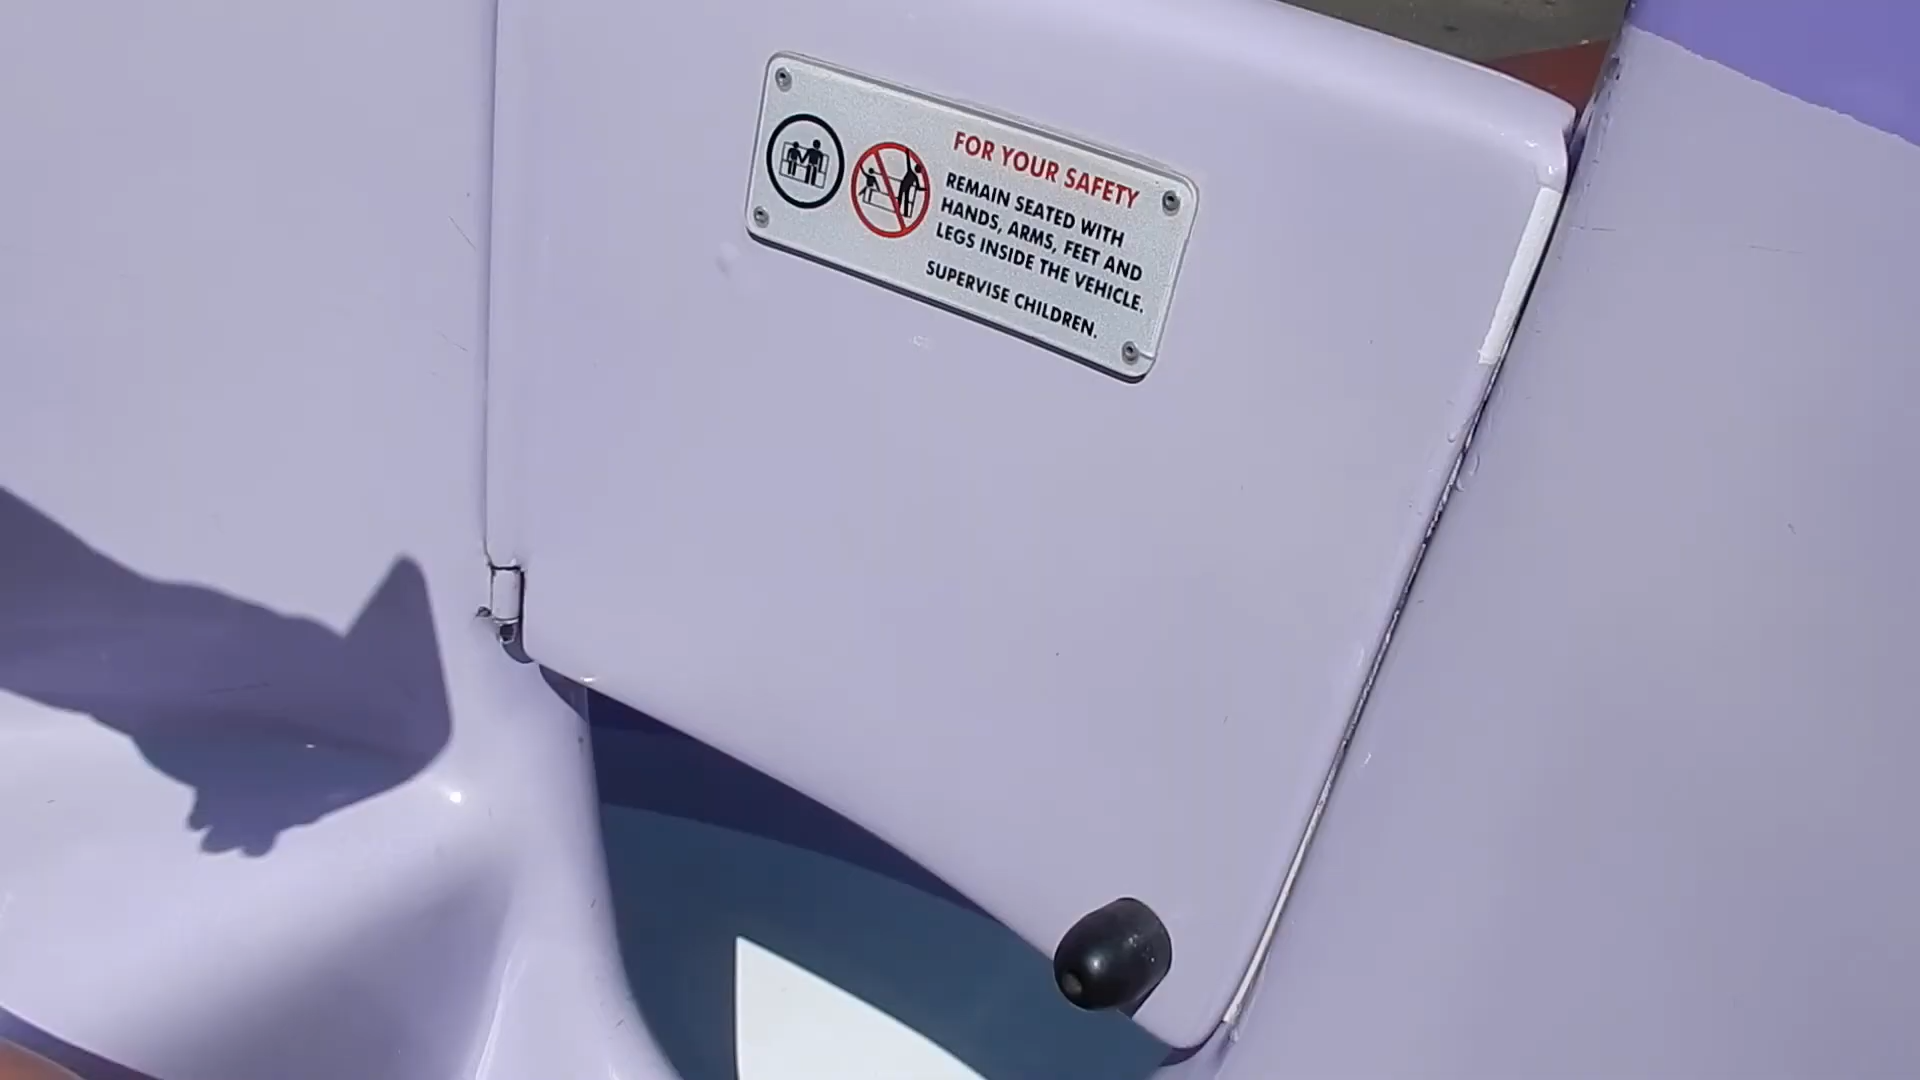 FOR YOUR SAFETY
REMAIN SEATED WITH
HANDS, ARMS, FEET AND
LEGS INSIDE THE VEHICLE.
SUPERVISE CHILDREN.